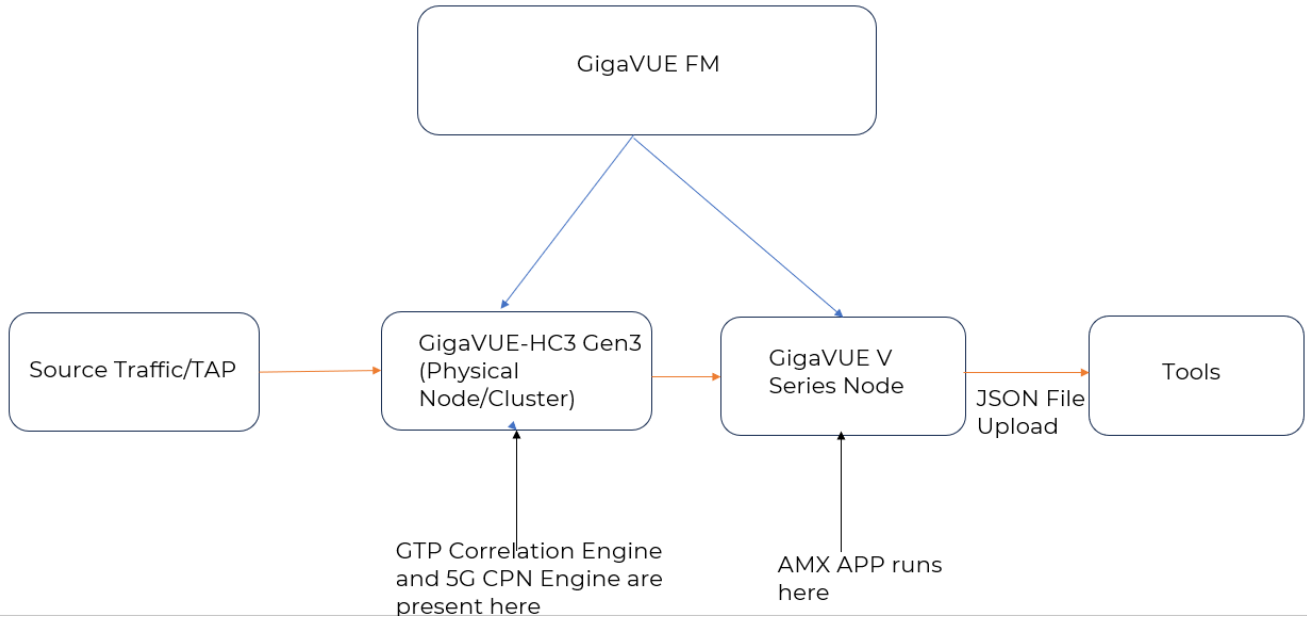 GigaVUE FM
Source Traffic/TAP
GigaVUE-HC3 Gen3
(Physical
Node/Cluster)
GigaVUE V
Series Node
JSON File
Upload
Tools
GTP Correlation Engine
and 5G CPN Engine are
present here
AMX APP runs
here